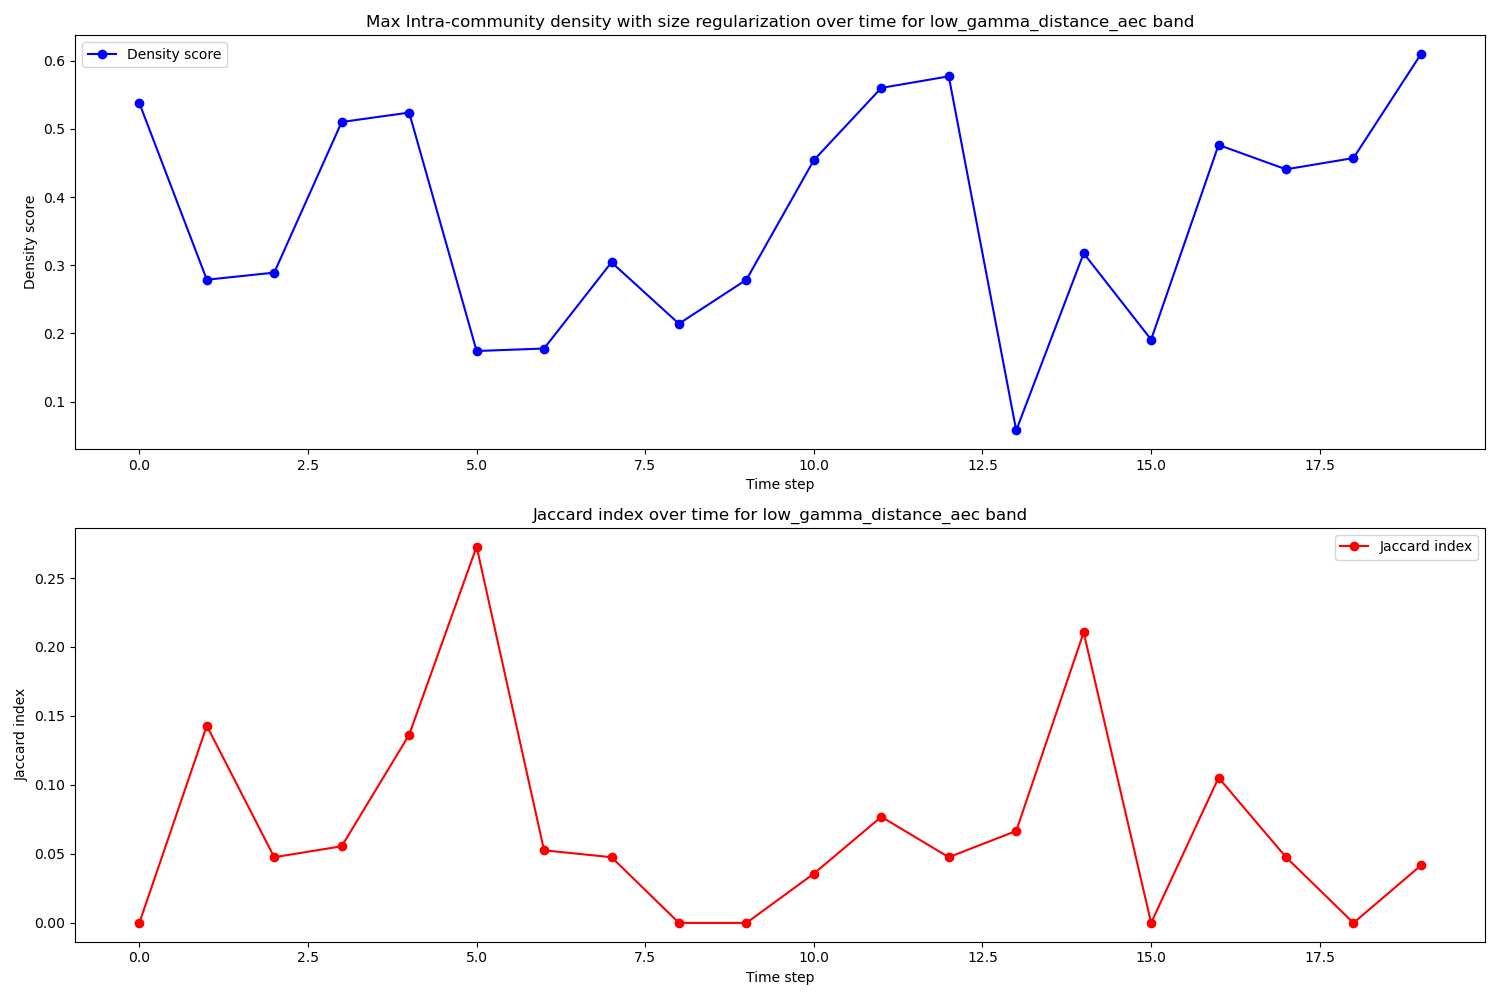 Max Intra-community density with size regularization over time for low_gamma_distance_aec band
Density score
Density score
0.6
0.5
0.4
0.3
0.2
0.1
0.0 2.5 5.0 7.5 10.0 12.5 15.0 17.5
Time step
Jaccard index over time for low_gamma_distance_aec band
Jaccard index
Jaccard index
0.25
0.20
0.15
0.10
0.05
0.00
0.0 2.5 5.0 7.5 10.0 12.5 15.0 17.5
Time step